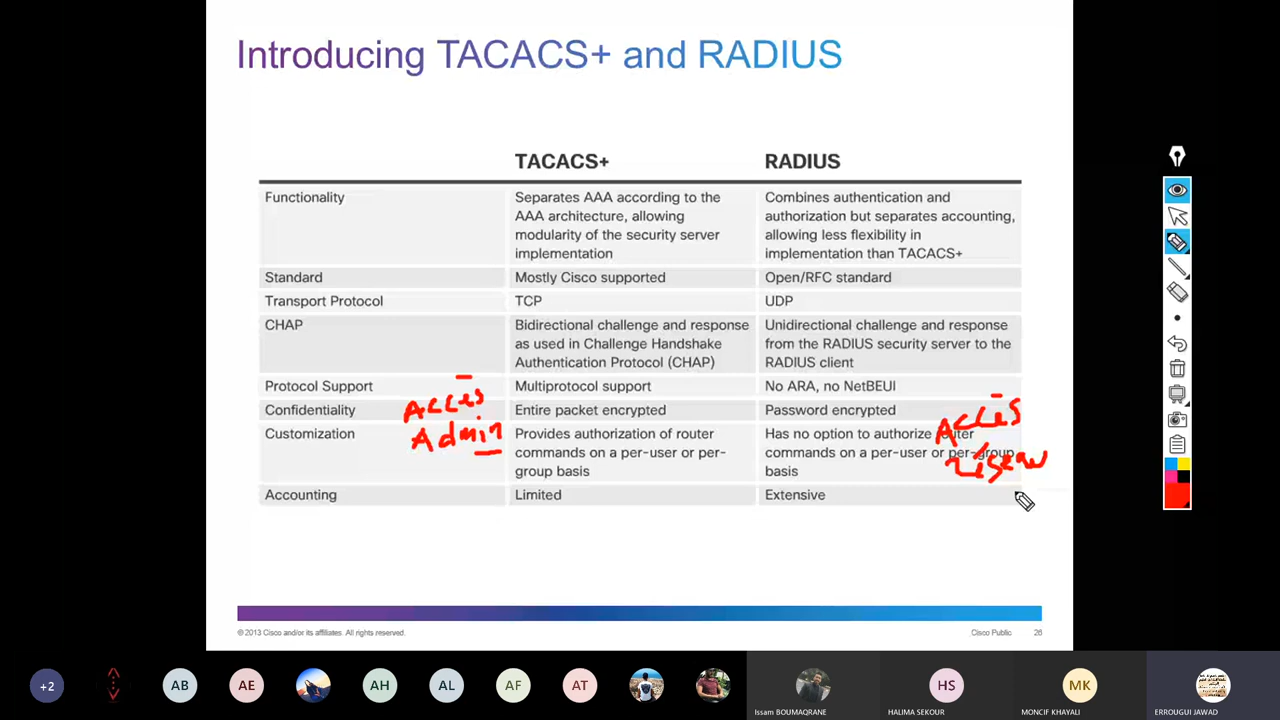 Introducing TACACS+ and RADIUS
TACACS+ RADIUS
Functionality
Separates AAA according to the
AAA architecture, allowing
modularity of the security server
implementation
Combines authentication and
authorization but separates accounting,
allowing less flexibility in
implementation than TACACS+
Standard
Mostly Cisco supported
Open/RFC standard
Transport Protocol
TCP
UDP
CHAP
Bidirectional challenge and response
as used in Challenge Handshake
Authentication Protocol (CHAP)
Unidirectional challenge and response
from the RADIUS security server to the
RADIUS client
Protocol Support
Multiprotocol support
No ARA, no NetBEUI
Confidentiality
Entire packet encrypted
Password encrypted
Customization
Provides authorization of router
commands on a per-user or per-
group basis
Has no option to authorize router
commands on a per-user or per-group
basis
Accounting
Limited
Extensive
Accès
Admin
Accès
réseau
© 2013 Cisco and/or its affiliates. All rights reserved.
Cisco Public 26
+2
AB
AE
AH
AL
AF
AT
Issam BOUMAQRANE
HS
HALIMA SEKOUR
MK
MONCIF KHAYALI
ERROUGUI JAWAD